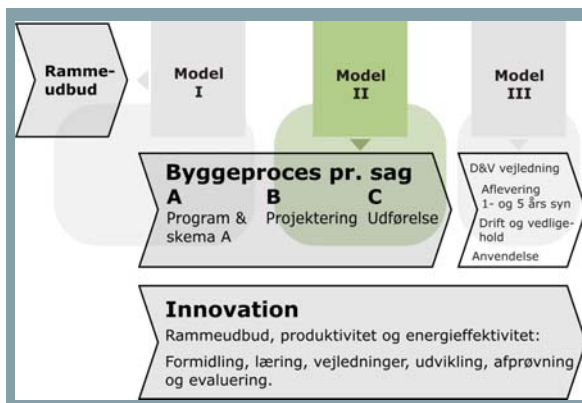 Ramme-
udbud
Model
I
Model
II
Model
III
Byggeproces pr. sag
A
Program &
skema A
B
Projektering
C
Udførelse
D&V vejledning
Aflevering
1- og 5 års syn
Drift og vedlige-
hold
Anvendelse
Innovation
Rammeudbud, produktivitet og energieffektivitet:
Formidling, læring, vejledninger, udvikling, afprøvning
og evaluering.